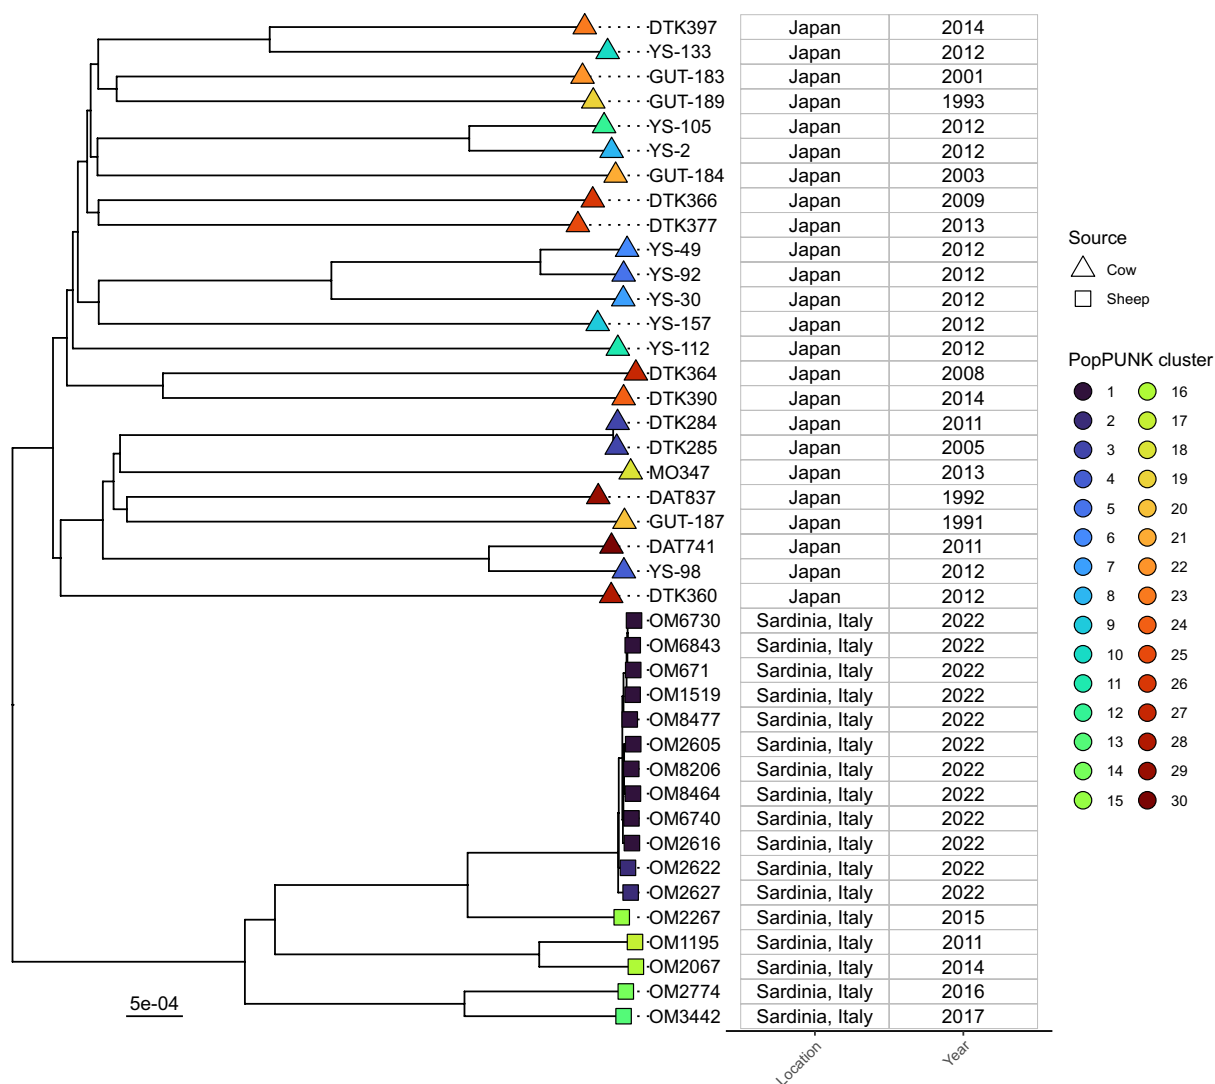 DTK397 Japan 2014
YS-133 Japan 2012
GUT-183 Japan 2001
GUT-189 Japan 1993
YS-105 Japan 2012
YS-2 Japan 2012
GUT-184 Japan 2003
DTK366 Japan 2009
DTK377 Japan 2013
YS-49 Japan 2012
YS-92 Japan 2012
YS-30 Japan 2012
YS-157 Japan 2012
YS-112 Japan 2012
DTK364 Japan 2008
DTK390 Japan 2014
DTK284 Japan 2011
DTK285 Japan 2005
MO347 Japan 2013
DAT837 Japan 1992
GUT-187 Japan 1991
DAT741 Japan 2011
YS-98 Japan 2012
DTK360 Japan 2012
OM6730 Sardinia, Italy 2022
OM6843 Sardinia, Italy 2022
OM671 Sardinia, Italy 2022
OM1519 Sardinia, Italy 2022
OM8477 Sardinia, Italy 2022
OM2605 Sardinia, Italy 2022
OM8206 Sardinia, Italy 2022
OM8464 Sardinia, Italy 2022
OM6740 Sardinia, Italy 2022
OM2616 Sardinia, Italy 2022
OM2622 Sardinia, Italy 2022
OM2627 Sardinia, Italy 2022
OM2267 Sardinia, Italy 2015
OM1195 Sardinia, Italy 2011
OM2067 Sardinia, Italy 2014
OM2774 Sardinia, Italy 2016
OM3442 Sardinia, Italy 2017
5e-04
Location
Year
Source
Cow
Sheep
PopPUNK cluster
1 16
2 17
3 18
4 19
5 20
6 21
7 22
8 23
9 24
10 25
11 26
12 27
13 28
14 29
15 30